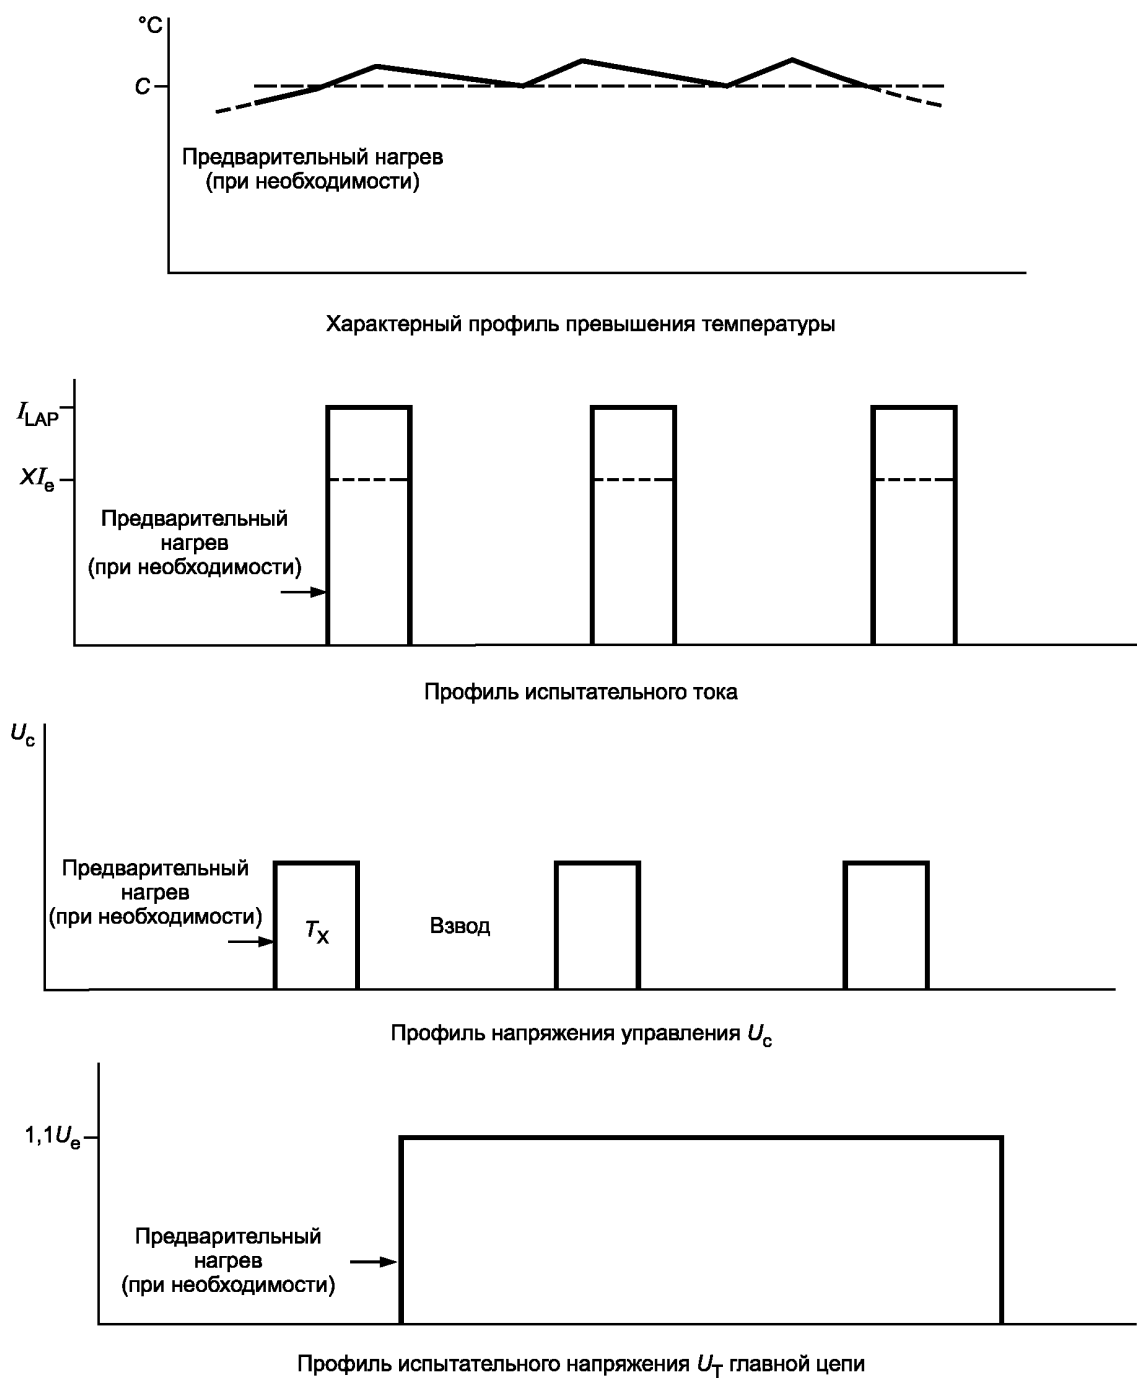 °C
C
Предварительный нагрев
(при необходимости)
Характерный профиль превышения температуры
I_LAP
XI_e
Предварительный
нагрев
(при необходимости)
Профиль испытательного тока
U_c
Предварительный
нагрев
(при необходимости)
T_X
Взвод
Профиль напряжения управления U_c
1,1U_e
Предварительный
нагрев
(при необходимости)
Профиль испытательного напряжения U_T главной цепи